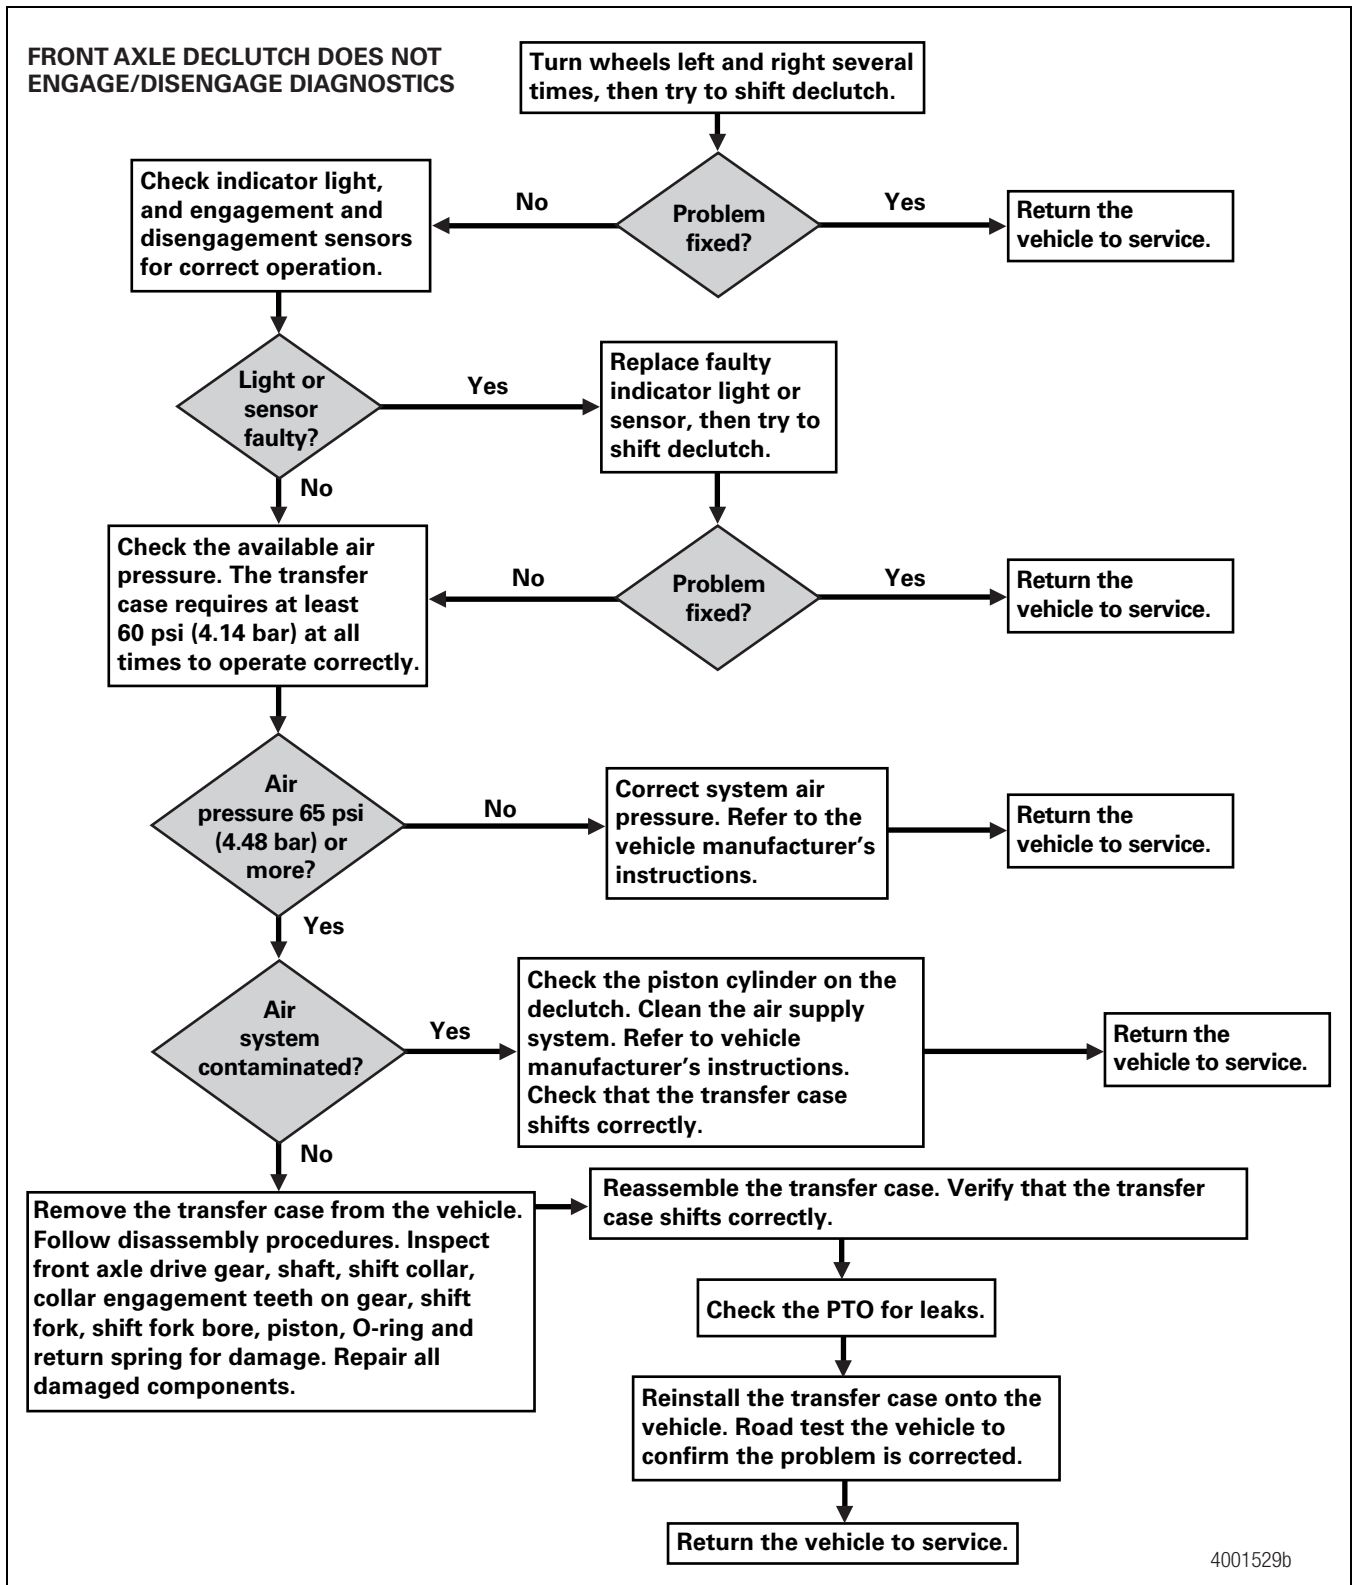 FRONT AXLE DECLUTCH DOES NOT
ENGAGE/DISENGAGE DIAGNOSTICS
Turn wheels left and right several
times, then try to shift declutch.
Problem
fixed?
No
Yes
Check indicator light,
and engagement and
disengagement sensors
for correct operation.
Return the
vehicle to service.
Light or
sensor
faulty?
Yes
No
Replace faulty
indicator light or
sensor, then try to
shift declutch.
Problem
fixed?
No
Yes
Return the
vehicle to service.
Check the available air
pressure. The transfer
case requires at least
60 psi (4.14 bar) at all
times to operate correctly.
Air
pressure 65 psi
(4.48 bar) or
more?
No
Yes
Correct system air
pressure. Refer to the
vehicle manufacturer's
instructions.
Return the
vehicle to service.
Air
system
contaminated?
Yes
No
Check the piston cylinder on the
declutch. Clean the air supply
system. Refer to vehicle
manufacturer's instructions.
Check that the transfer case
shifts correctly.
Return the
vehicle to service.
Remove the transfer case from the vehicle.
Follow disassembly procedures. Inspect
front axle drive gear, shaft, shift collar,
collar engagement teeth on gear, shift
fork, shift fork bore, piston, O-ring and
return spring for damage. Repair all
damaged components.
Reassemble the transfer case. Verify that the transfer
case shifts correctly.
Check the PTO for leaks.
Reinstall the transfer case onto the
vehicle. Road test the vehicle to
confirm the problem is corrected.
Return the vehicle to service.
4001529b